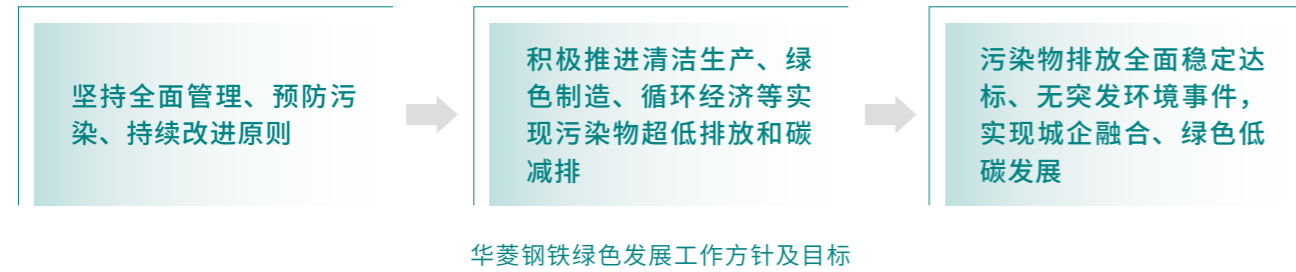 坚持全面管理、预防污
染、持续改进原则
积极推进清洁生产、绿
色制造、循环经济等实
现污染物超低排放和碳
减排
污染物排放全面稳定达
标、无突发环境事件，
实现城企融合、绿色低
碳发展
华菱钢铁绿色发展工作方针及目标